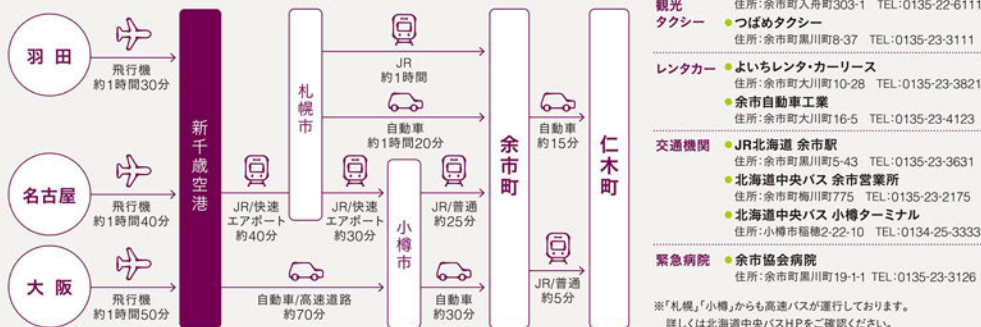 羽田
飛行機
約1時間30分
名古屋
飛行機
約1時間40分
大阪
飛行機
約1時間50分
新千歳空港
JR/快速
エアポート
約40分
自動車/高速道路
約70分
札幌市
JR
約1時間
自動車
約1時間20分
JR/快速
エアポート
約30分
小樽市
JR/普通
約25分
自動車
約30分
余市町
自動車
約15分
JR/普通
約5分
仁木町
観光
タクシー
住所:余市町入舟町303-1 TEL:0135-22-6111
つばめタクシー
住所:余市町黒川町8-37 TEL:0135-23-3111
レンタカー
よいちレンタ・カーリース
住所:余市町大川町10-28 TEL:0135-23-3821
余市自動車工業
住所:余市町大川町16-5 TEL:0135-23-4123
交通機関
JR北海道 余市駅
住所:余市町黒川町5-43 TEL:0135-23-3631
北海道中央バス 余市営業所
住所:余市町梅川町775 TEL:0135-23-2175
北海道中央バス 小樽ターミナル
住所:小樽市稲穂2-22-10 TEL:0134-25-3333
緊急病院
余市協会病院
住所:余市町黒川町19-1-1 TEL:0135-23-3126
※「札幌」「小樽」からも高速バスが運行しております。
詳しくは北海道中央バスHPをご確認ください。